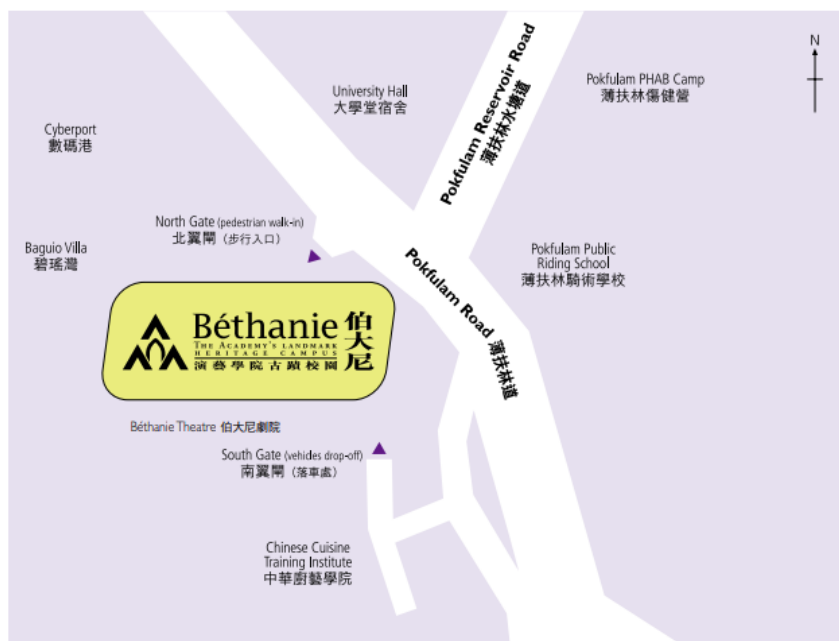 N
Pokfulam Reservoir Road
薄扶林水塘道
University Hall
大學堂宿舍
Pokfulam PHAB Camp
薄扶林傷健營
Cyberport
數碼港
North Gate (pedestrian walk-in)
北翼閘（步行入口）
Baguio Villa
碧瑤灣
Pokfulam Public
Riding School
薄扶林騎術學校
Pokfulam Road 薄扶林道
Béthanie 伯大尼
THE ACADEMY'S LANDMARK
HERITAGE CAMPUS
演藝學院古蹟校園
Béthanie Theatre 伯大尼劇院
South Gate (vehicles drop-off)
南翼閘（落車處）
Chinese Cuisine
Training Institute
中華廚藝學院